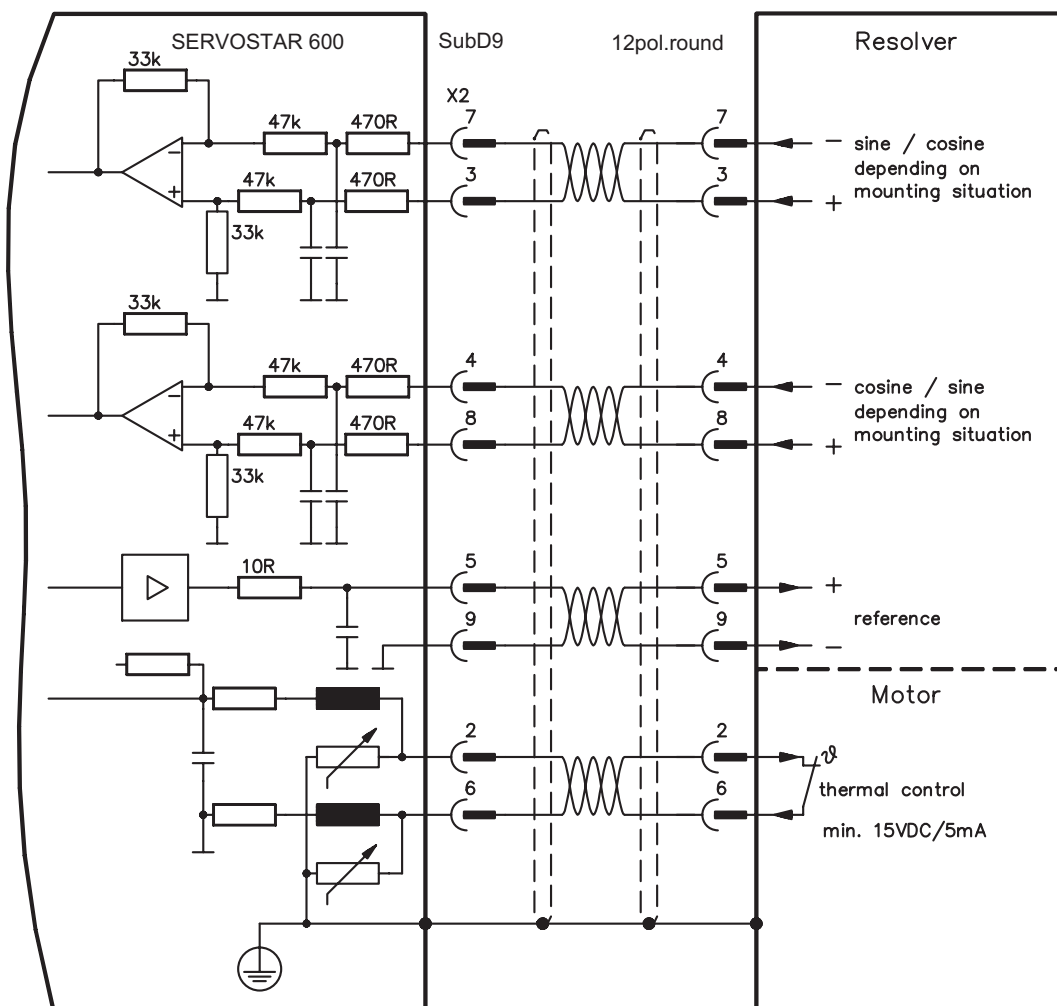 SERVOSTAR 600
SubD9
12pol.round
Resolver
33k
X2
47k
470R
7
7
− sine / cosine
depending on
mounting situation
−
+
47k
470R
3
3
+
33k
33k
47k
470R
4
4
− cosine / sine
depending on
mounting situation
−
+
47k
470R
8
8
+
33k
10R
5
5
+
reference
9
9
−
Motor
2
2
ϑ
thermal control
6
6
min. 15VDC/5mA